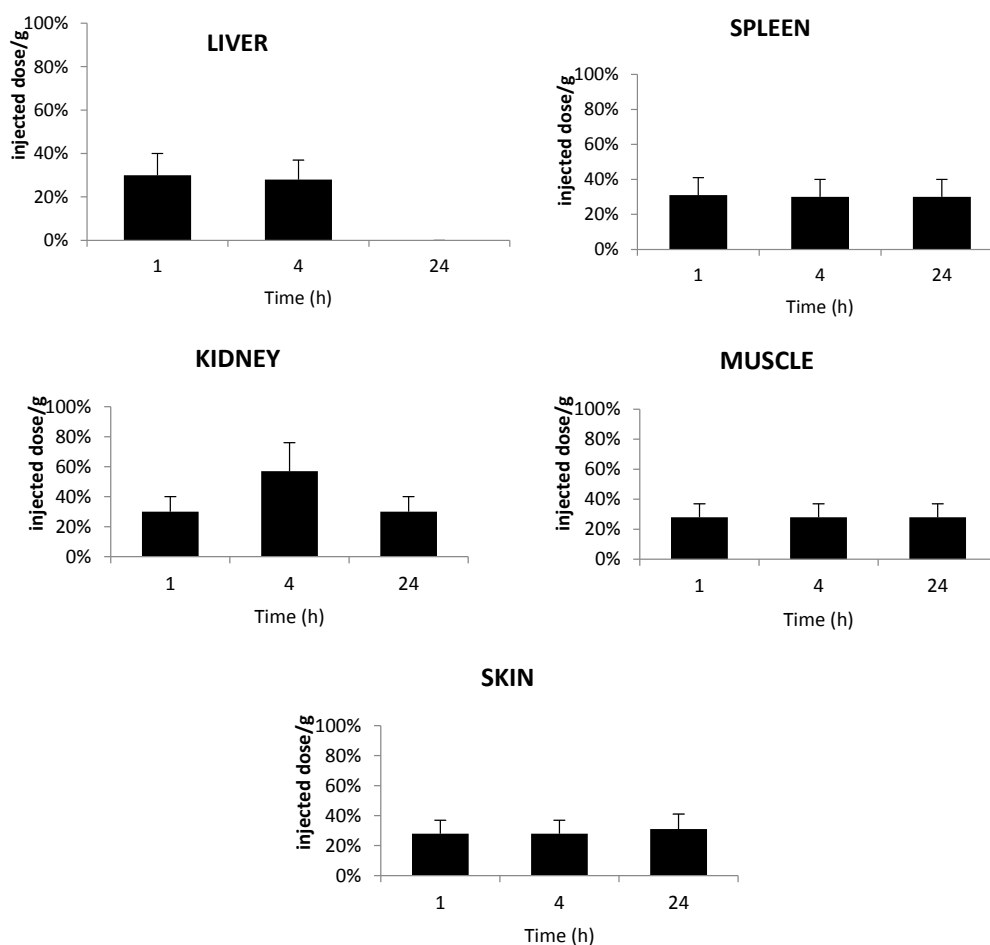 LIVER
injected dose/g
100%
80%
60%
40%
20%
0%
1 4 24
Time (h)
SPLEEN
injected dose/g
100%
80%
60%
40%
20%
0%
1 4 24
Time (h)
KIDNEY
injected dose/g
100%
80%
60%
40%
20%
0%
1 4 24
Time (h)
MUSCLE
injected dose/g
100%
80%
60%
40%
20%
0%
1 4 24
Time (h)
SKIN
injected dose/g
100%
80%
60%
40%
20%
0%
1 4 24
Time (h)